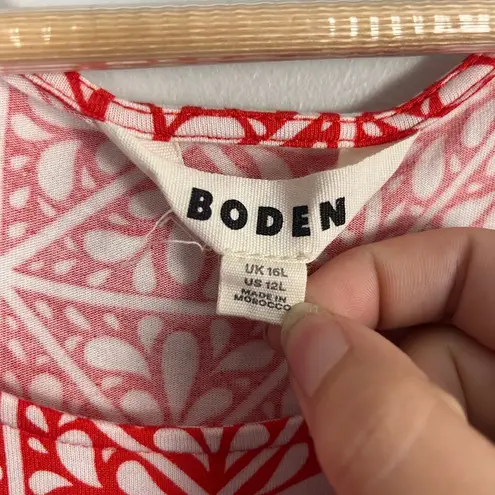 BODEN
UK 16L
US 12L
MADE IN
MOROCCO